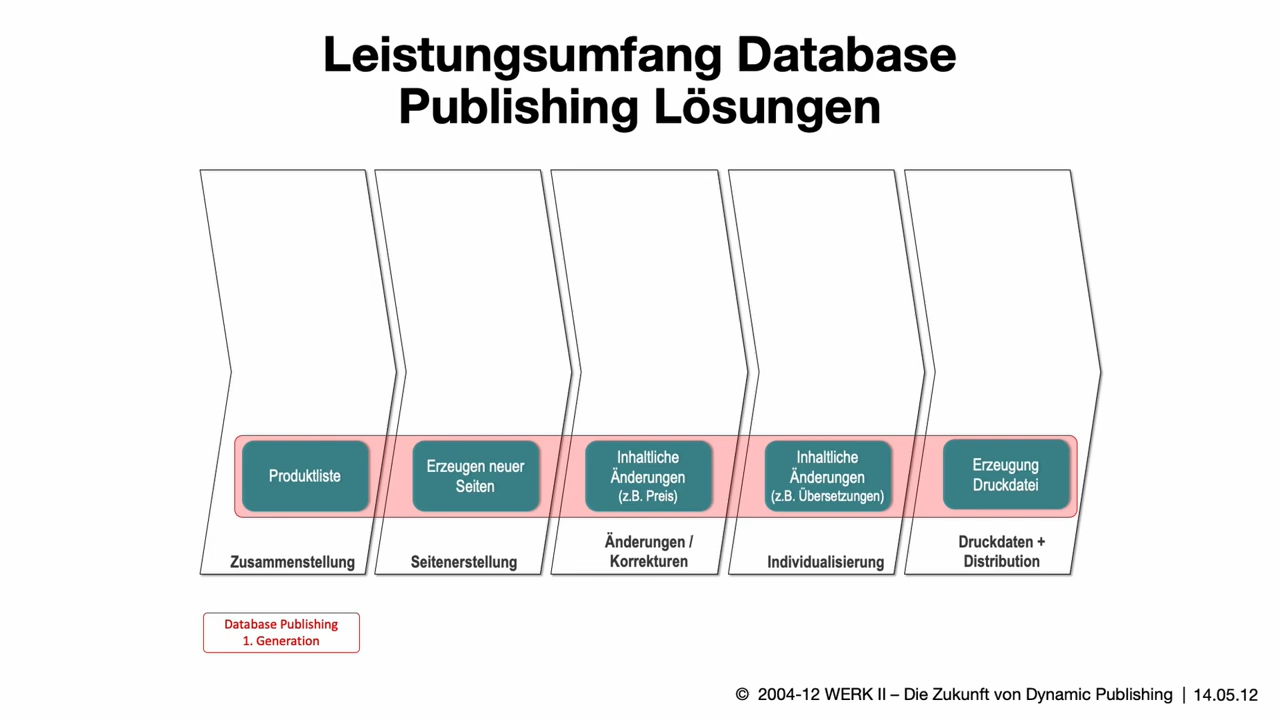 Leistungsumfang Database
Publishing Lösungen
Produktliste
Erzeugen neuer
Seiten
Inhaltliche
Änderungen
(z.B. Preis)
Inhaltliche
Änderungen
(z.B. Übersetzungen)
Erzeugung
Druckdatei
Zusammenstellung
Seitenerstellung
Änderungen /
Korrekturen
Individualisierung
Druckdaten +
Distribution
Database Publishing
1. Generation
© 2004-12 WERK II – Die Zukunft von Dynamic Publishing | 14.05.12